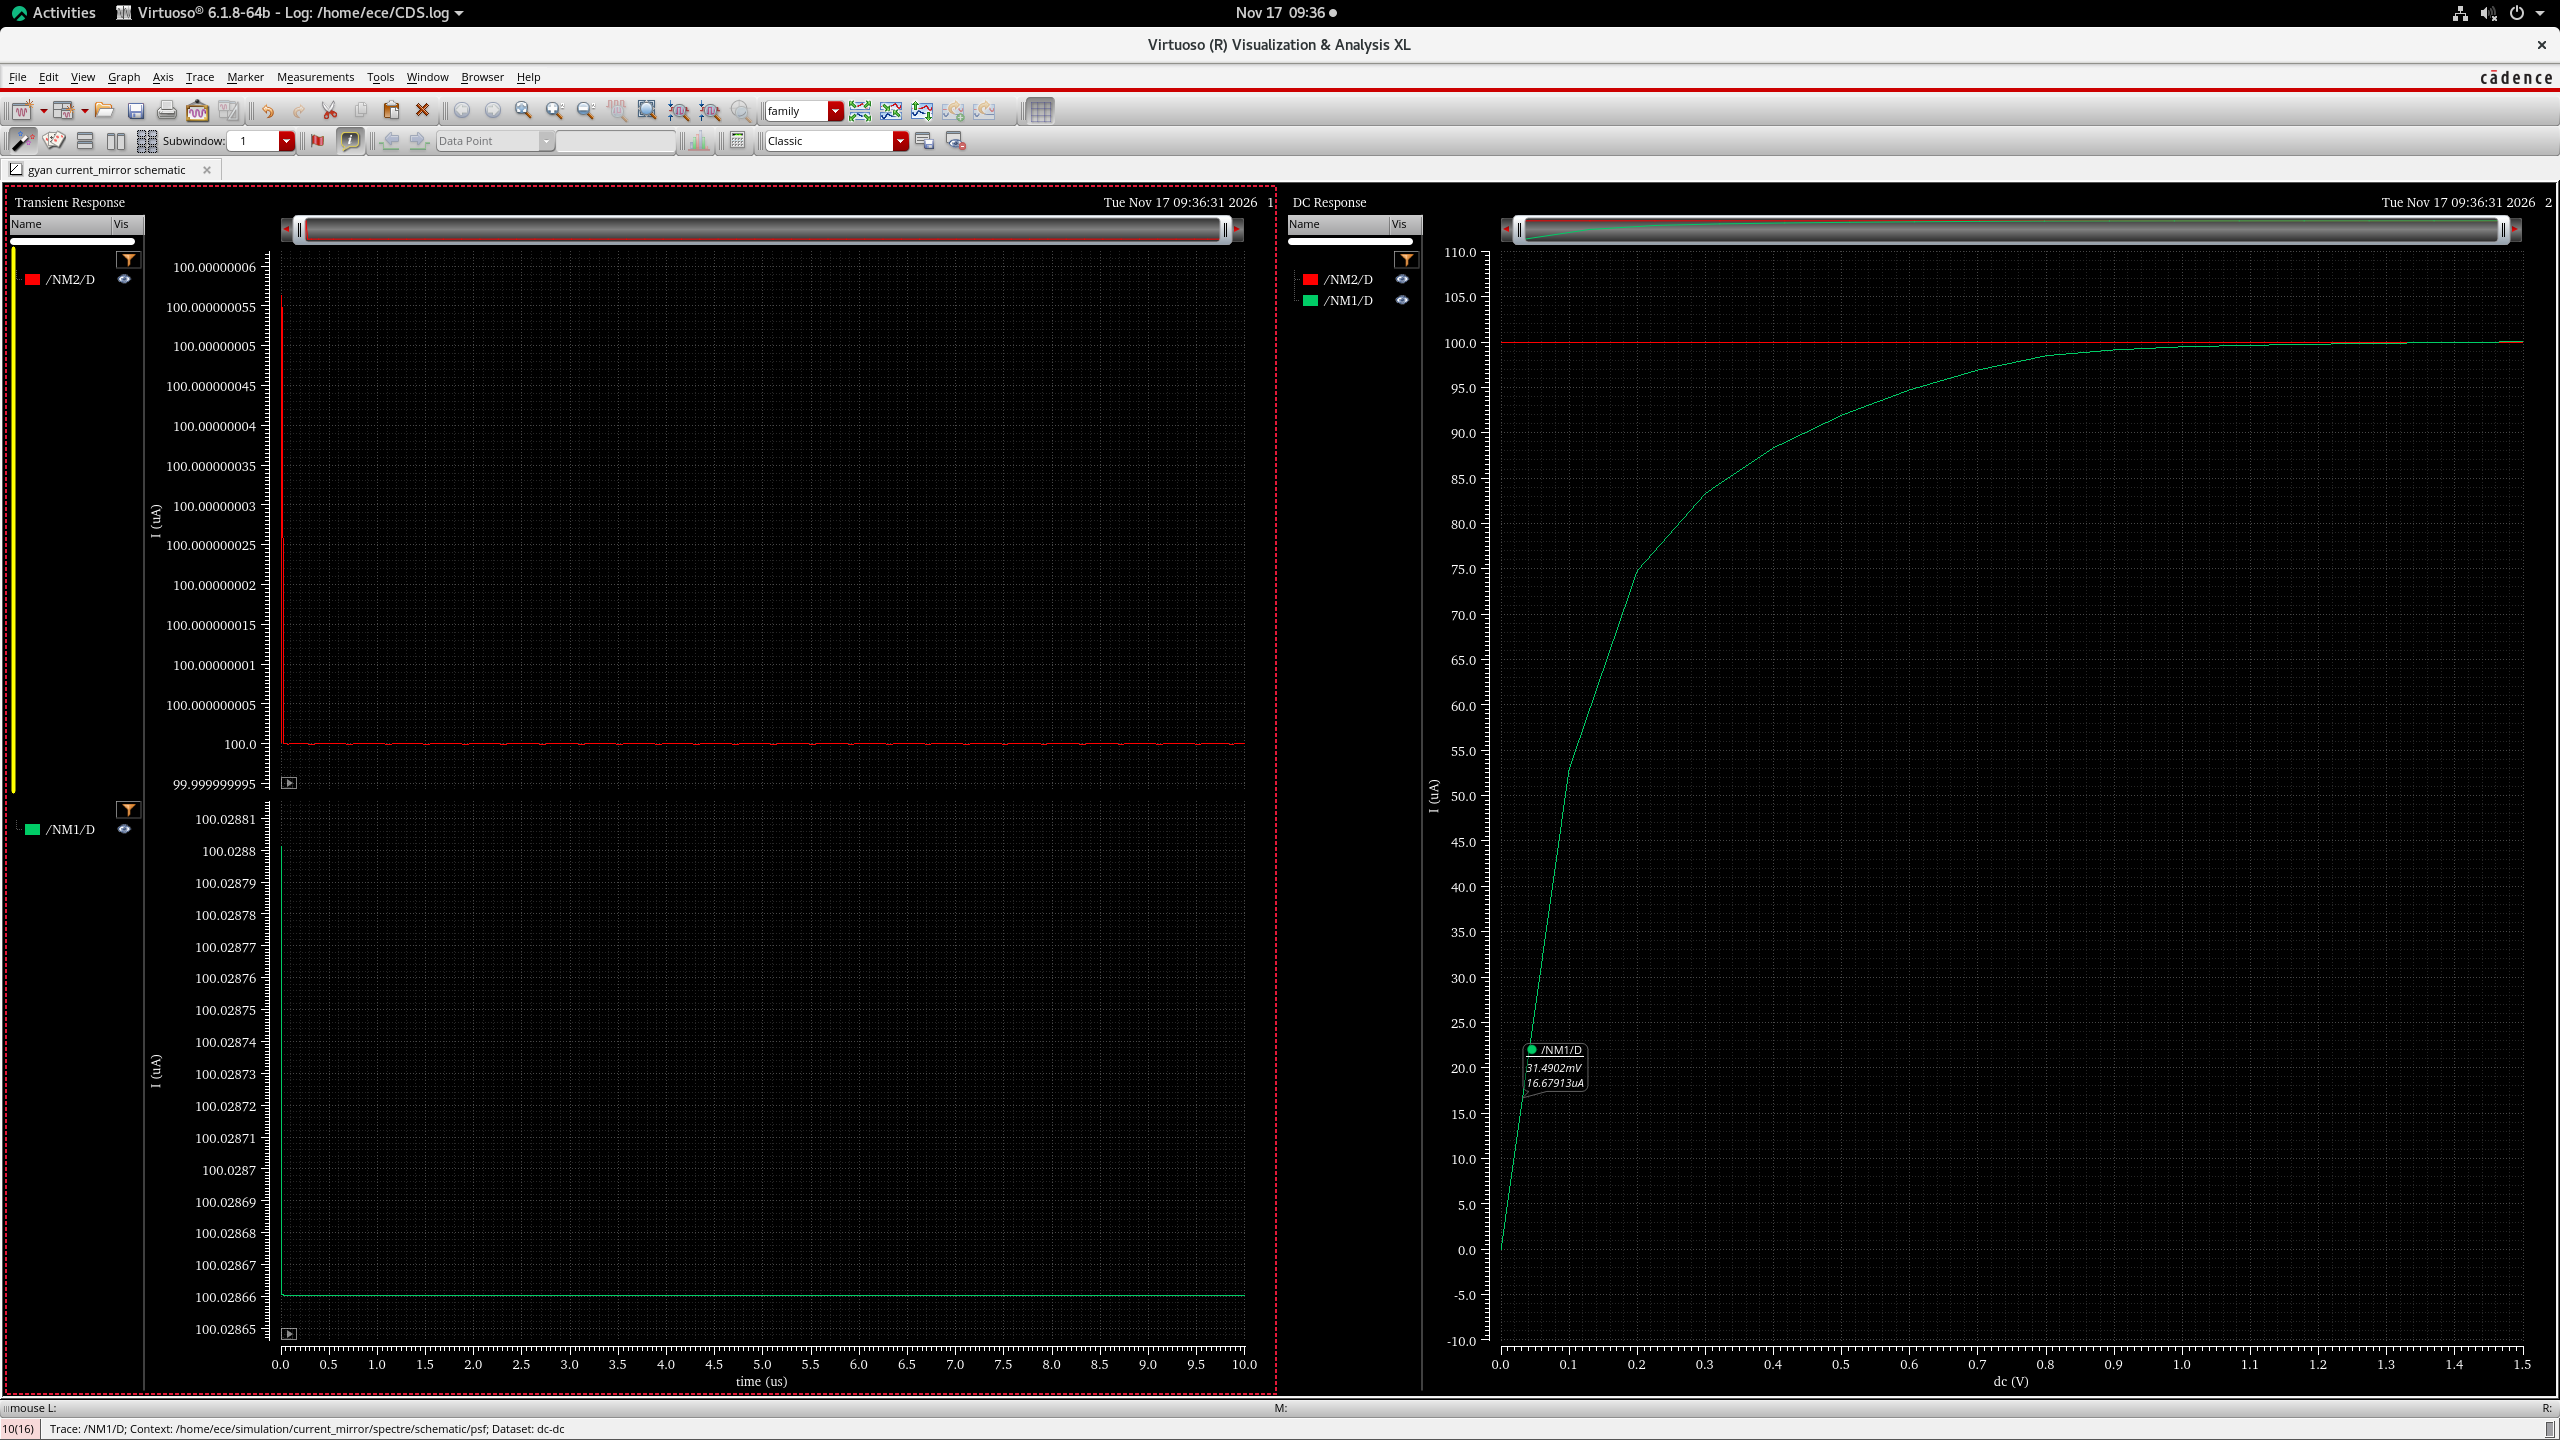 Activities
Virtuoso® 6.1.8-64b - Log: /home/ece/CDS.log
Nov 17 09:36
Virtuoso (R) Visualization & Analysis XL
File Edit View Graph Axis Trace Marker Measurements Tools Window Browser Help
cādence
family
Subwindow: 1
Data Point
Classic
gyan current_mirror schematic
Transient Response
Tue Nov 17 09:36:31 2026 1
Name Vis
/NM2/D
100.00000006
100.000000055
100.00000005
100.000000045
100.00000004
100.000000035
100.00000003
100.000000025
100.00000002
100.000000015
100.00000001
100.000000005
100.0
99.999999995
I (uA)
/NM1/D
100.02881
100.0288
100.02879
100.02878
100.02877
100.02876
100.02875
100.02874
100.02873
100.02872
100.02871
100.0287
100.02869
100.02868
100.02867
100.02866
100.02865
I (uA)
0.0 0.5 1.0 1.5 2.0 2.5 3.0 3.5 4.0 4.5 5.0 5.5 6.0 6.5 7.0 7.5 8.0 8.5 9.0 9.5 10.0
time (us)
DC Response
Tue Nov 17 09:36:31 2026 2
Name Vis
/NM2/D
/NM1/D
110.0
105.0
100.0
95.0
90.0
85.0
80.0
75.0
70.0
65.0
60.0
55.0
50.0
45.0
40.0
35.0
30.0
25.0
20.0
15.0
10.0
5.0
0.0
-5.0
-10.0
I (uA)
/NM1/D
31.4902mV
16.67913uA
0.0 0.1 0.2 0.3 0.4 0.5 0.6 0.7 0.8 0.9 1.0 1.1 1.2 1.3 1.4 1.5
dc (V)
mouse L: M: R:
10(16) Trace: /NM1/D; Context: /home/ece/simulation/current_mirror/spectre/schematic/psf; Dataset: dc-dc